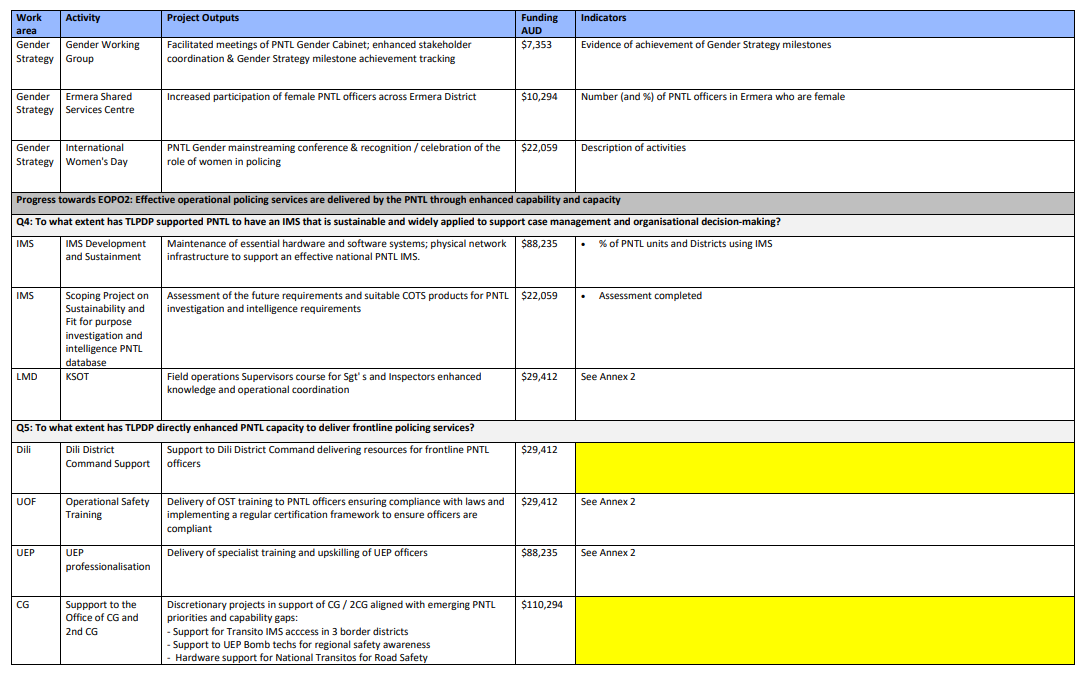 Work Activity Project Outputs Funding Indicators
area AUD
Gender Gender Working Facilitated meetings of PNTL Gender Cabinet; enhanced stakeholder $7,353 Evidence of achievement of Gender Strategy milestones
Strategy Group coordination & Gender Strategy milestone achievement tracking
Gender Ermera Shared Increased participation of female PNTL officers across Ermera District $10,294 Number (and %) of PNTL officers in Ermera who are female
Strategy Services Centre
Gender International PNTL Gender mainstreaming conference & recognition / celebration of the $22,059 Description of activities
Strategy Women's Day role of women in policing
Progress towards EOPO2: Effective operational policing services are delivered by the PNTL through enhanced capability and capacity
Q4: To what extent has TLPDP supported PNTL to have an IMS that is sustainable and widely applied to support case management and organisational decision-making?
IMS IMS Development Maintenance of essential hardware and software systems; physical network $88,235 • % of PNTL units and Districts using IMS
and Sustainment infrastructure to support an effective national PNTL IMS.
IMS Scoping Project on Assessment of the future requirements and suitable COTS products for PNTL $22,059 • Assessment completed
Sustainability and investigation and intelligence requirements
Fit for purpose
investigation and
intelligence PNTL
database
LMD KSOT Field operations Supervisors course for Sgt' s and Inspectors enhanced $29,412 See Annex 2
knowledge and operational coordination
Q5: To what extent has TLPDP directly enhanced PNTL capacity to deliver frontline policing services?
Dili Dili District Support to Dili District Command delivering resources for frontline PNTL $29,412
Command Support officers
UOF Operational Safety Delivery of OST training to PNTL officers ensuring compliance with laws and $29,412 See Annex 2
Training implementing a regular certification framework to ensure officers are
compliant
UEP UEP Delivery of specialist training and upskilling of UEP officers $88,235 See Annex 2
professionalisation
CG Suppport to the Discretionary projects in support of CG / 2CG aligned with emerging PNTL $110,294
Office of CG and priorities and capability gaps:
2nd CG - Support for Transito IMS acccess in 3 border districts
- Support to UEP Bomb techs for regional safety awareness
- Hardware support for National Transitos for Road Safety